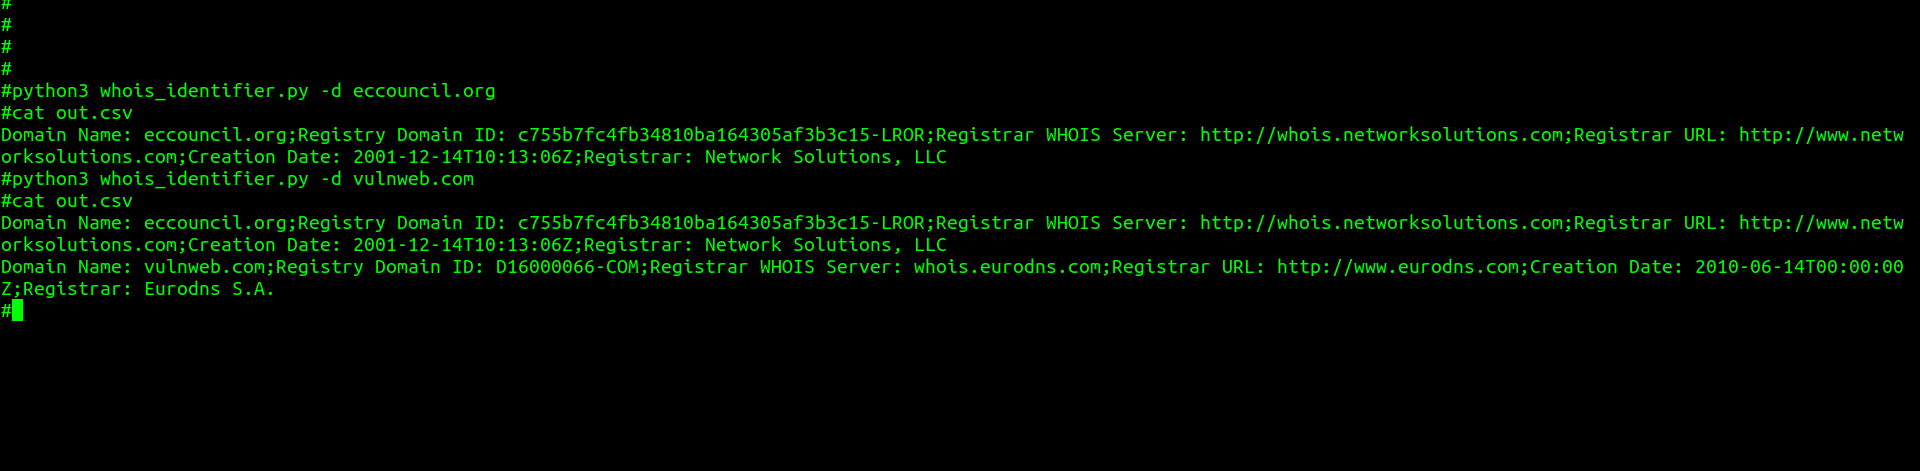 #
#
#
#
#python3 whois_identifier.py -d eccouncil.org
#cat out.csv
Domain Name: eccouncil.org;Registry Domain ID: c755b7fc4fb34810ba164305af3b3c15-LROR;Registrar WHOIS Server: http://whois.networksolutions.com;Registrar URL: http://www.netw
orksolutions.com;Creation Date: 2001-12-14T10:13:06Z;Registrar: Network Solutions, LLC
#python3 whois_identifier.py -d vulnweb.com
#cat out.csv
Domain Name: eccouncil.org;Registry Domain ID: c755b7fc4fb34810ba164305af3b3c15-LROR;Registrar WHOIS Server: http://whois.networksolutions.com;Registrar URL: http://www.netw
orksolutions.com;Creation Date: 2001-12-14T10:13:06Z;Registrar: Network Solutions, LLC
Domain Name: vulnweb.com;Registry Domain ID: D16000066-COM;Registrar WHOIS Server: whois.eurodns.com;Registrar URL: http://www.eurodns.com;Creation Date: 2010-06-14T00:00:00
Z;Registrar: Eurodns S.A.
#